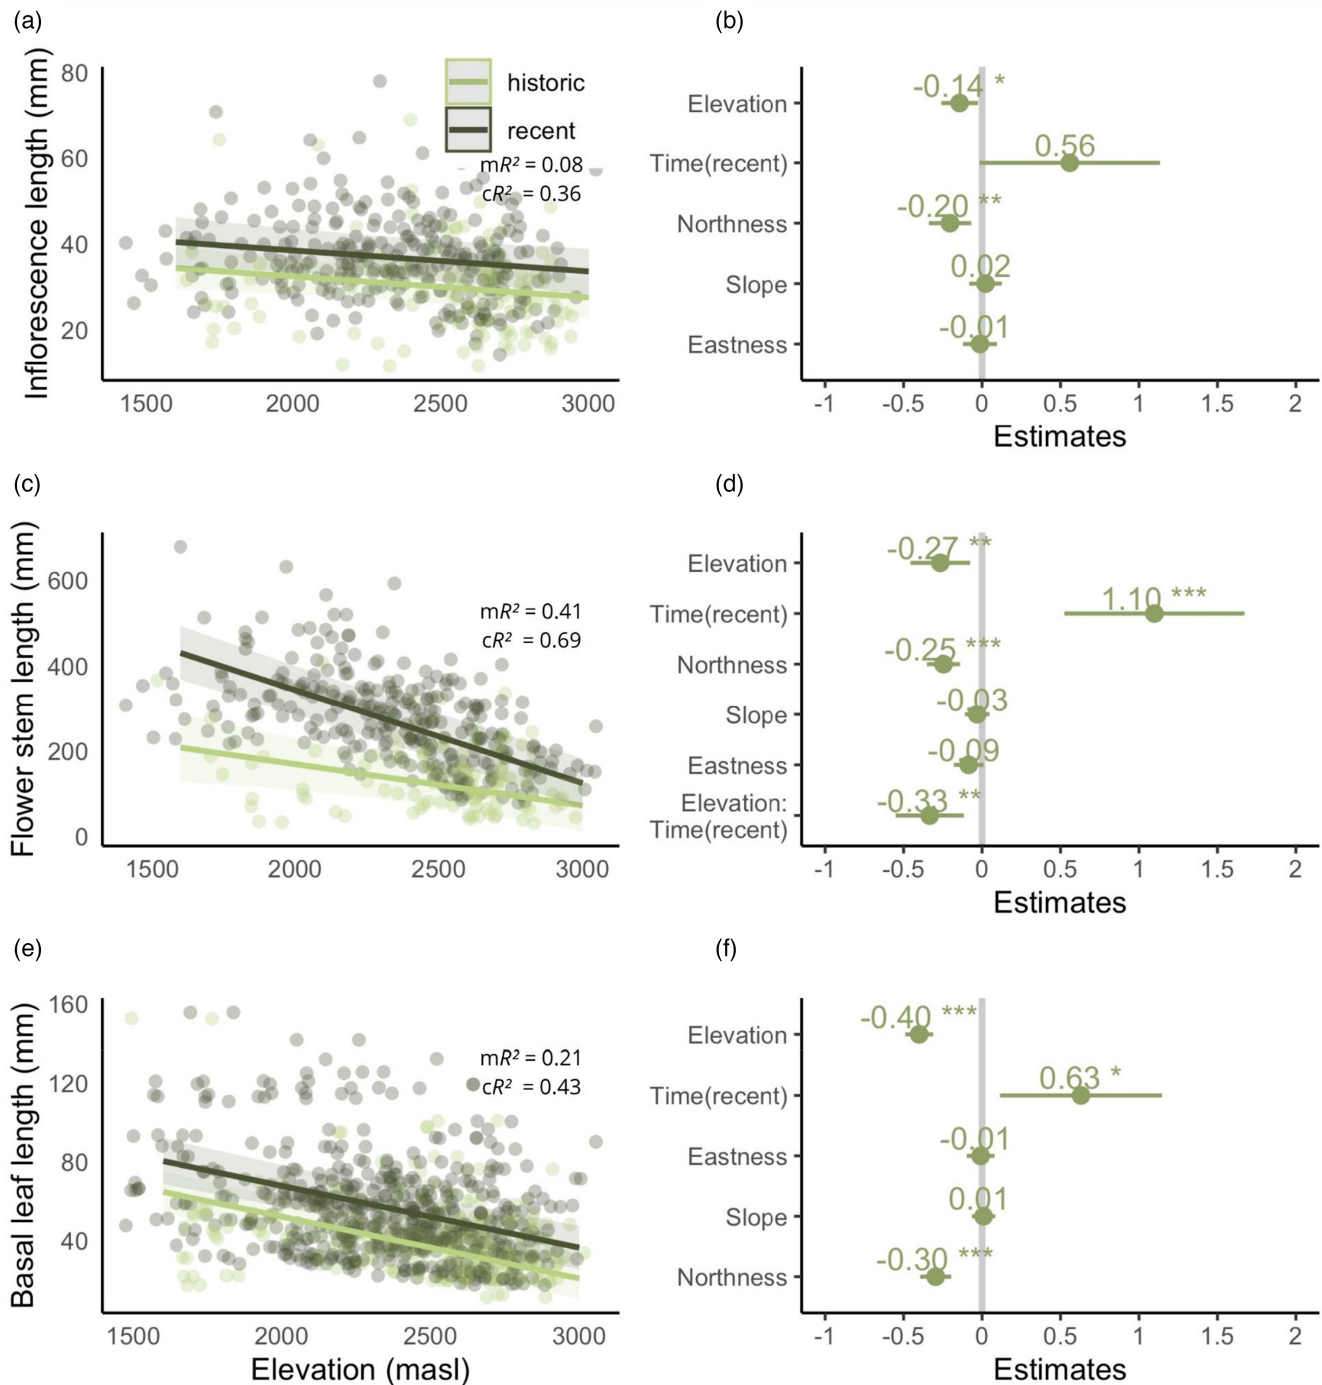 (a)
Inflorescence length (mm)
80
60
40
20
historic
recent
mR² = 0.08
cR² = 0.36
1500 2000 2500 3000
(b)
Elevation
Time(recent)
Northness
Slope
Eastness
-0.14 *
0.56
-0.20 **
0.02
-0.01
-1 -0.5 0 0.5 1 1.5 2
Estimates
(c)
Flower stem length (mm)
600
400
200
0
mR² = 0.41
cR² = 0.69
1500 2000 2500 3000
(d)
Elevation
Time(recent)
Northness
Slope
Eastness
Elevation:
Time(recent)
-0.27 **
1.10 ***
-0.25 ***
-0.03
-0.09
-0.33 **
-1 -0.5 0 0.5 1 1.5 2
Estimates
(e)
Basal leaf length (mm)
160
120
80
40
mR² = 0.21
cR² = 0.43
1500 2000 2500 3000
Elevation (masl)
(f)
Elevation
Time(recent)
Eastness
Slope
Northness
-0.40 ***
0.63 *
-0.01
0.01
-0.30 ***
-1 -0.5 0 0.5 1 1.5 2
Estimates